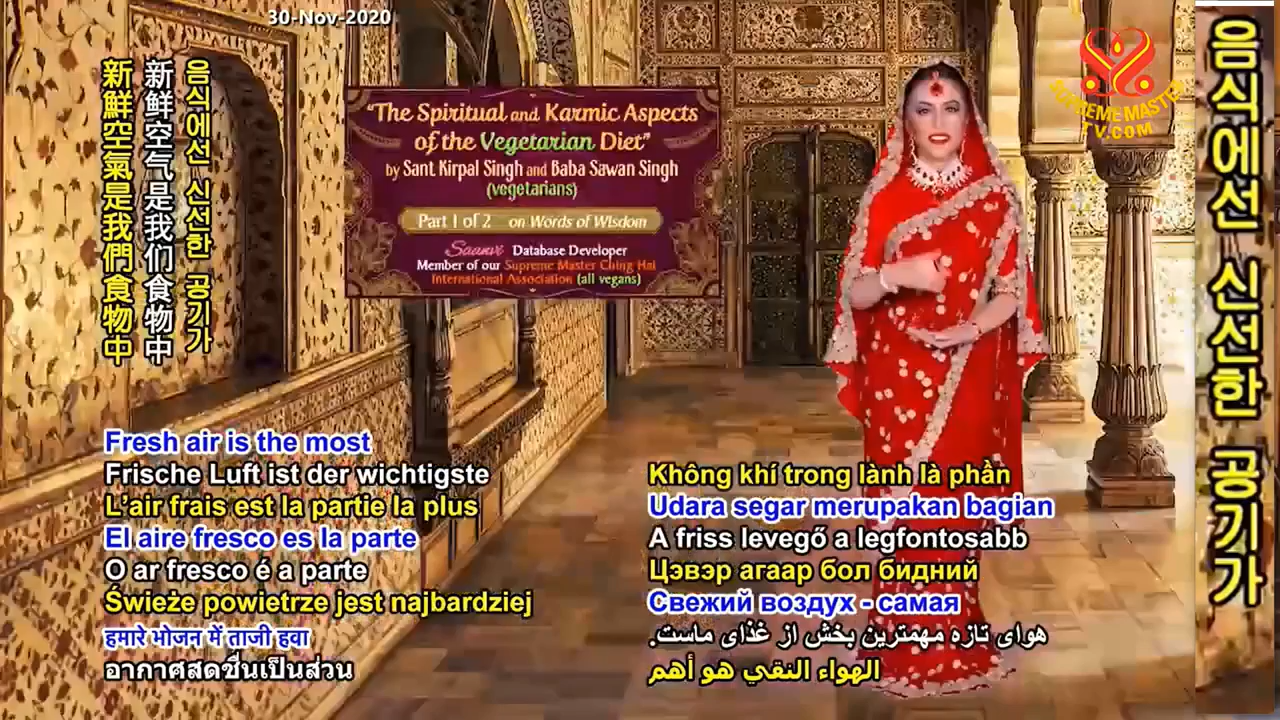 30-Nov-2020
"The Spiritual and Karmic Aspects
of the Vegetarian Diet"
by Sant Kirpal Singh and Baba Sawan Singh
(vegetarians)
Part 1 of 2 on Words of Wisdom
Saanvi Database Developer
Member of our Supreme Master Ching Hai
International Association (all vegans)
SUPREME MASTER
TV.COM
음식에선 신선한 공기가
新鮮空气是我们食物中
新鮮空氣是我們食物中
음식에선 신선한 공기가
Fresh air is the most
Frische Luft ist der wichtigste
L'air frais est la partie la plus
El aire fresco es la parte
O ar fresco é a parte
Świeże powietrze jest najbardziej
हमारे भोजन में ताजी हवा
อากาศสดชื่นเป็นส่วน
Không khí trong lành là phần
Udara segar merupakan bagian
A friss levegő a legfontosabb
Цэвэр агаар бол бидний
Свежий воздух - самая
هوای تازه مهمترین بخش از غذای ماست.
الهواء النقي هو أهم